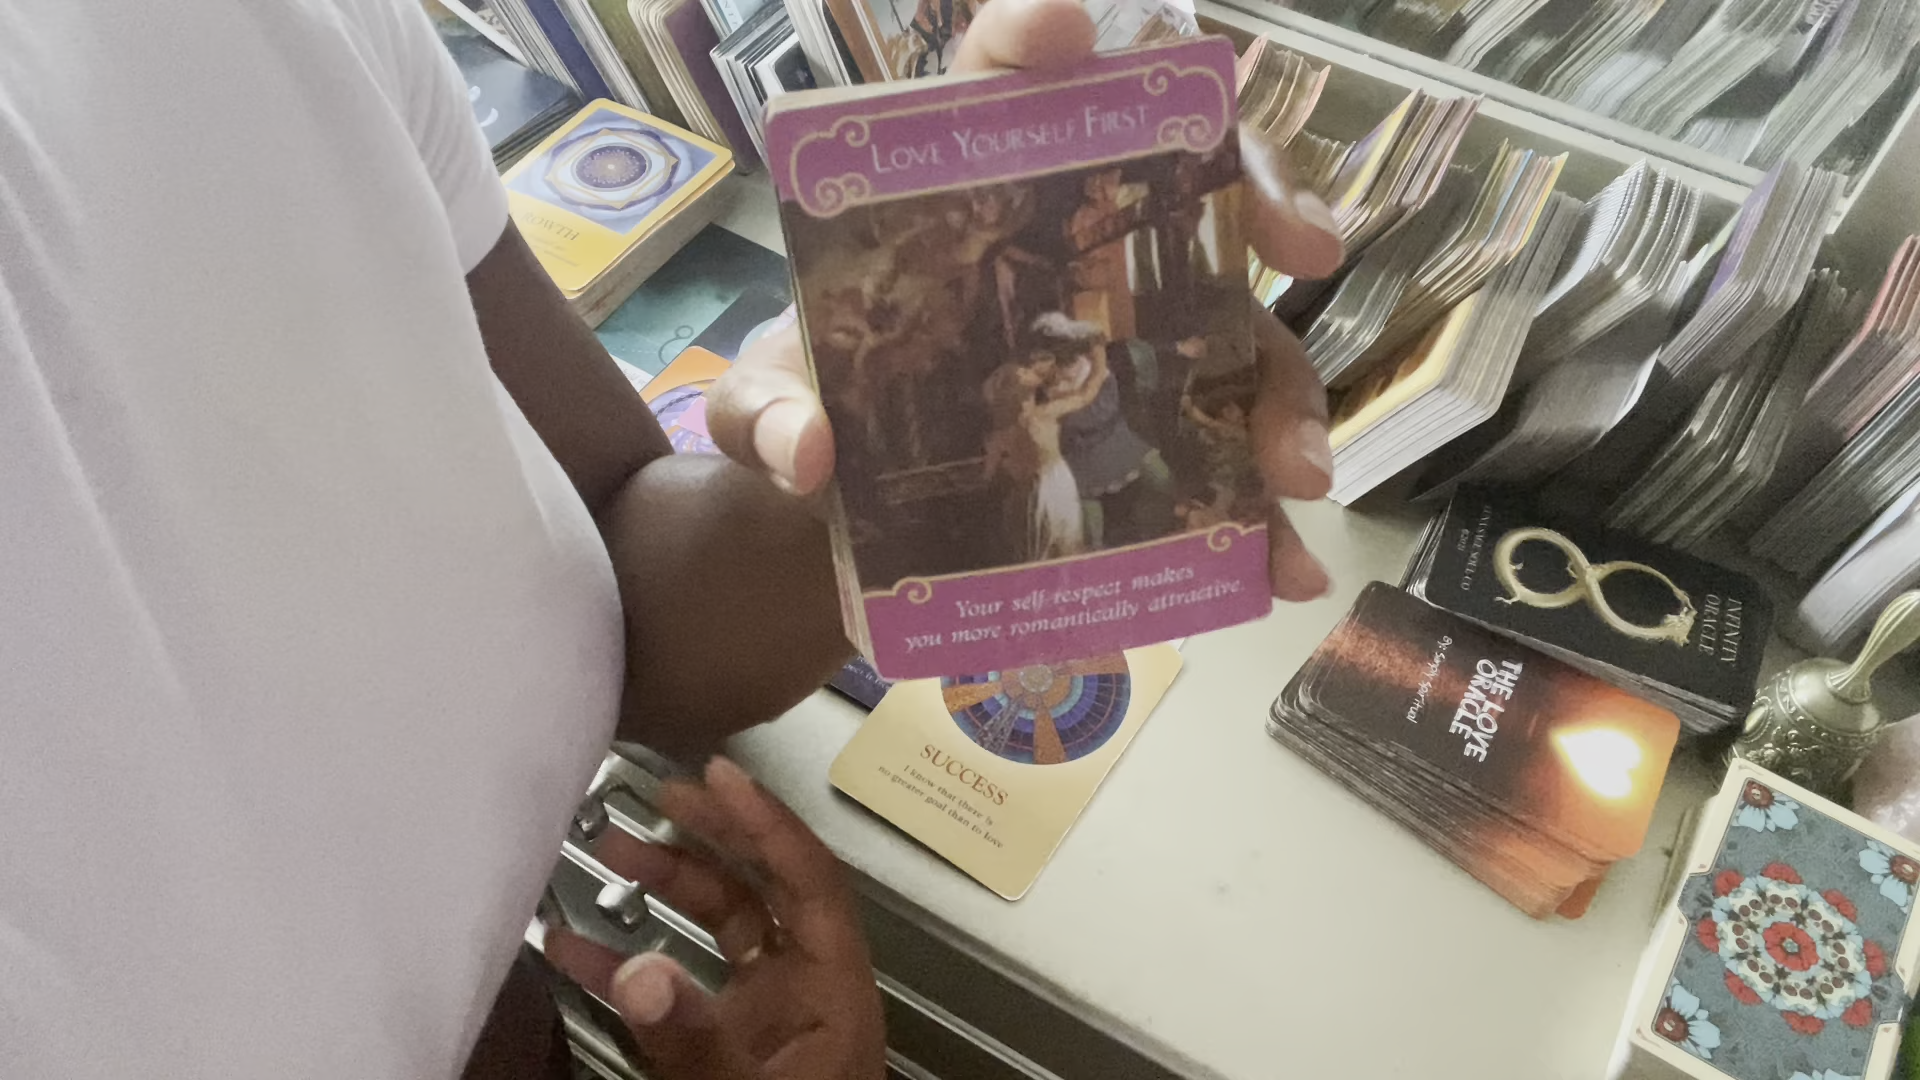 LOVE YOURSELF FIRST
Your self-respect makes
you more romantically attractive.
SUCCESS
I know that there is
no greater goal than to love
THE LOVE
ORACLE
INFINITY
ORACLE